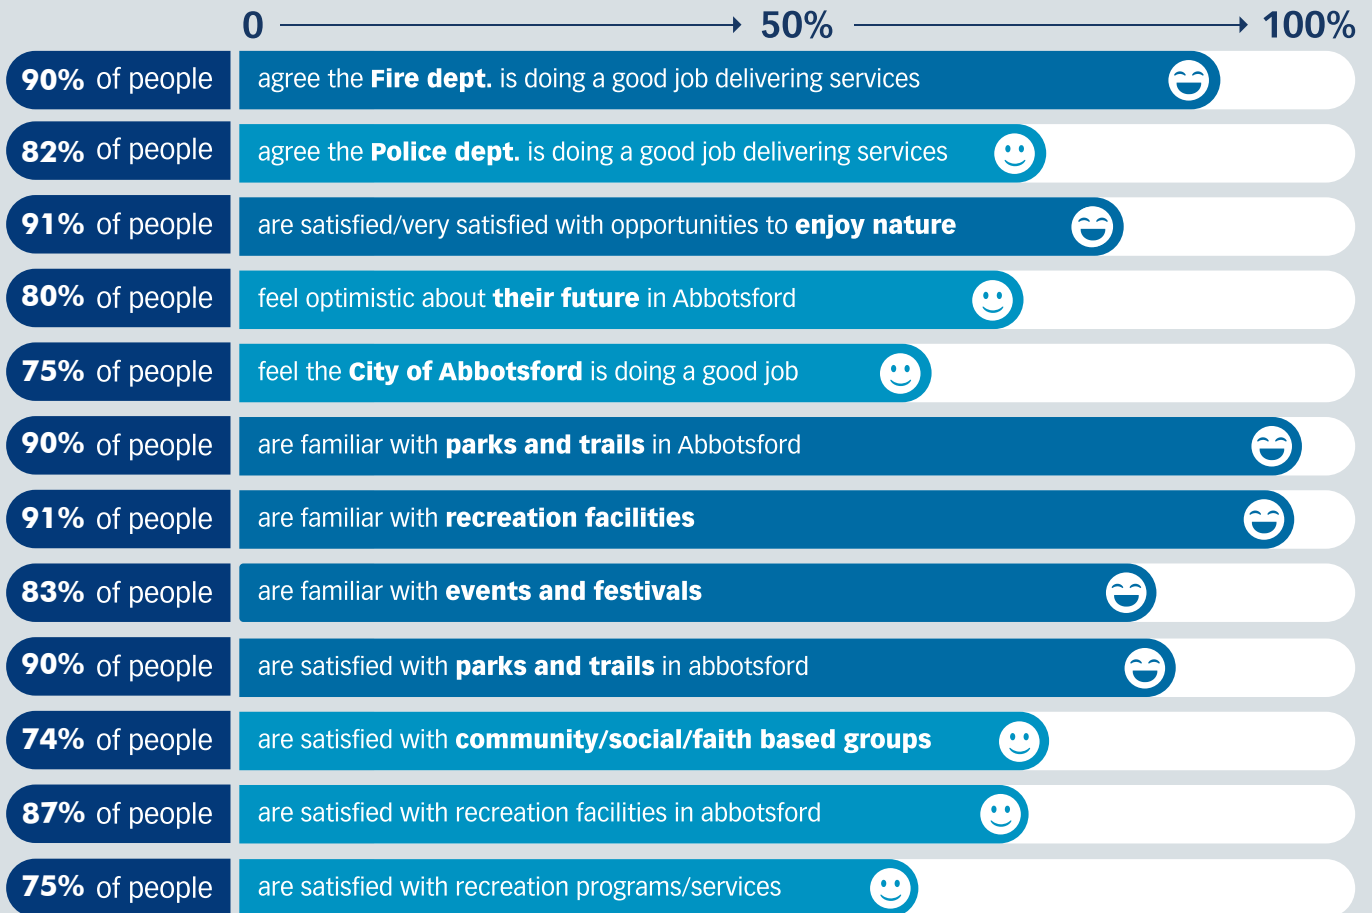 0 50% 100%
90% of people agree the Fire dept. is doing a good job delivering services
82% of people agree the Police dept. is doing a good job delivering services
91% of people are satisfied/very satisfied with opportunities to enjoy nature
80% of people feel optimistic about their future in Abbotsford
75% of people feel the City of Abbotsford is doing a good job
90% of people are familiar with parks and trails in Abbotsford
91% of people are familiar with recreation facilities
83% of people are familiar with events and festivals
90% of people are satisfied with parks and trails in abbotsford
74% of people are satisfied with community/social/faith based groups
87% of people are satisfied with recreation facilities in abbotsford
75% of people are satisfied with recreation programs/services